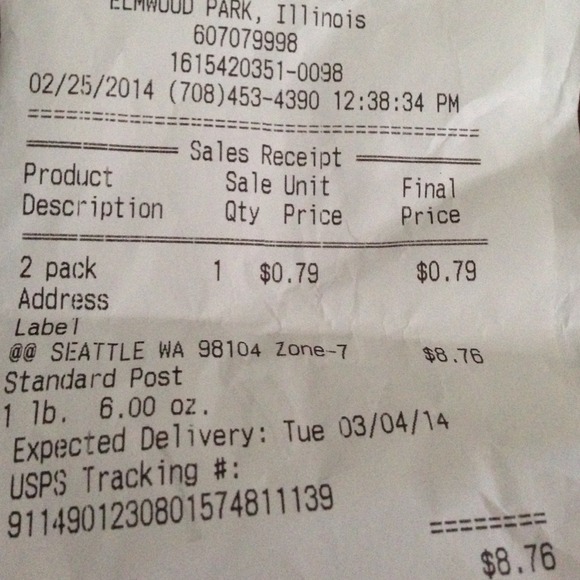 ELMWOOD PARK, Illinois
607079998
1615420351-0098
02/25/2014 (708)453-4390 12:38:34 PM
Sales Receipt
Product Sale Unit Final
Description Qty Price Price
2 pack 1 $0.79 $0.79
Address
Label
@@ SEATTLE WA 98104 Zone-7 $8.76
Standard Post
1 lb. 6.00 oz.
Expected Delivery: Tue 03/04/14
USPS Tracking #:
9114901230801574811139
========
$8.76